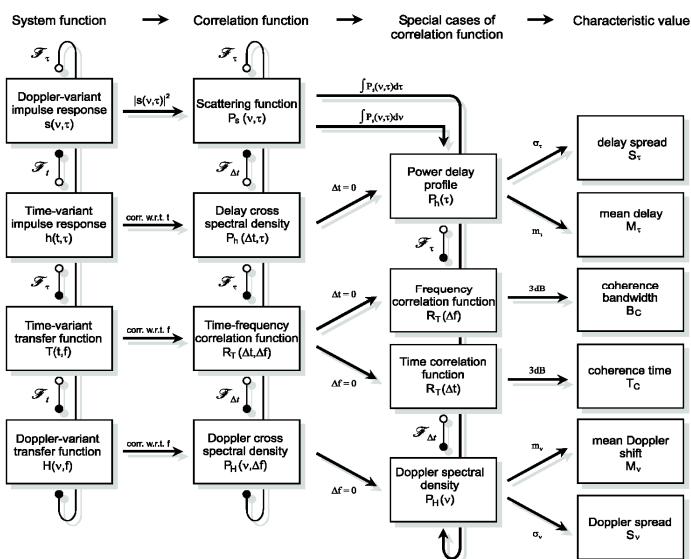 System function
Correlation function
Special cases of
correlation function
Characteristic value
ℱτ
ℱτ
Doppler-variant
impulse response
s(ν,τ)
|s(ν,τ)|²
Scattering function
Ps (ν,τ)
∫Ps(ν,τ)dτ
∫Ps(ν,τ)dν
ℱt
ℱΔt
Time-variant
impulse response
h(t,τ)
corr. w.r.t. t
Delay cross
spectral density
Ph (Δt,τ)
Δt = 0
Power delay
profile
Ph(τ)
στ
delay spread
Sτ
mτ
mean delay
Mτ
ℱτ
ℱτ
ℱτ
Time-variant
transfer function
T(t,f)
corr. w.r.t. f
Time-frequency
correlation function
RT (Δt,Δf)
Δt = 0
Frequency
correlation function
RT(Δf)
3dB
coherence
bandwidth
BC
Δf = 0
Time correlation
function
RT(Δt)
3dB
coherence time
TC
ℱt
ℱΔt
ℱΔt
Doppler-variant
transfer function
H(ν,f)
corr. w.r.t. f
Doppler cross
spectral density
PH(ν,Δf)
Δf = 0
Doppler spectral
density
PH(ν)
mν
mean Doppler
shift
Mν
σν
Doppler spread
Sν